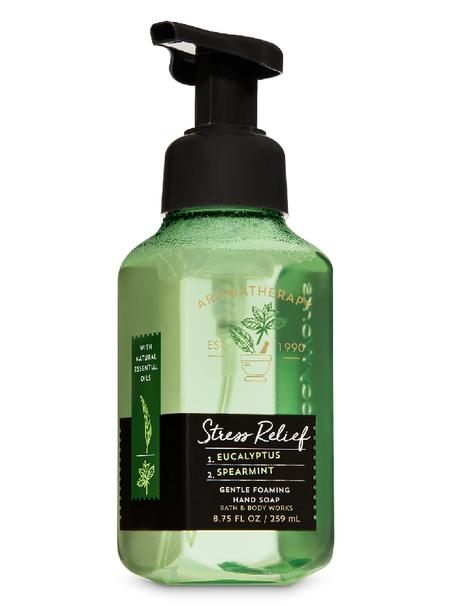 AROMATHERAPY
EST 1990
WITH
NATURAL
ESSENTIAL
OILS
Stress Relief
1. EUCALYPTUS
2. SPEARMINT
GENTLE FOAMING
HAND SOAP
BATH & BODY WORKS
8.75 FL OZ / 259 mL